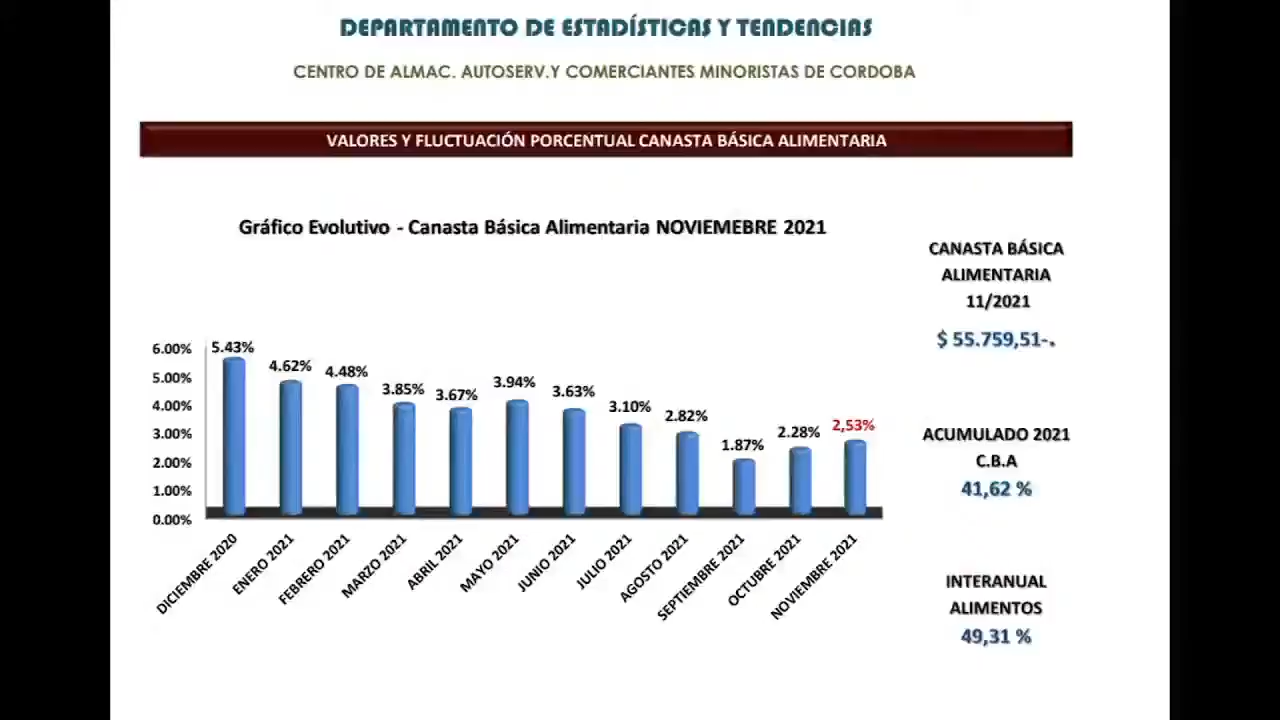 DEPARTAMENTO DE ESTADÍSTICAS Y TENDENCIAS
CENTRO DE ALMAC. AUTOSERV.Y COMERCIANTES MINORISTAS DE CORDOBA
VALORES Y FLUCTUACIÓN PORCENTUAL CANASTA BÁSICA ALIMENTARIA
Gráfico Evolutivo - Canasta Básica Alimentaria NOVIEMEBRE 2021
6.00%
5.00%
4.00%
3.00%
2.00%
1.00%
0.00%
5.43%
4.62%
4.48%
3.85%
3.67%
3.94%
3.63%
3.10%
2.82%
1.87%
2.28%
2,53%
DICIEMBRE 2020
ENERO 2021
FEBRERO 2021
MARZO 2021
ABRIL 2021
MAYO 2021
JUNIO 2021
JULIO 2021
AGOSTO 2021
SEPTIEMBRE 2021
OCTUBRE 2021
NOVIEMBRE 2021
CANASTA BÁSICA
ALIMENTARIA
11/2021
$ 55.759,51-.
ACUMULADO 2021
C.B.A
41,62 %
INTERANUAL
ALIMENTOS
49,31 %